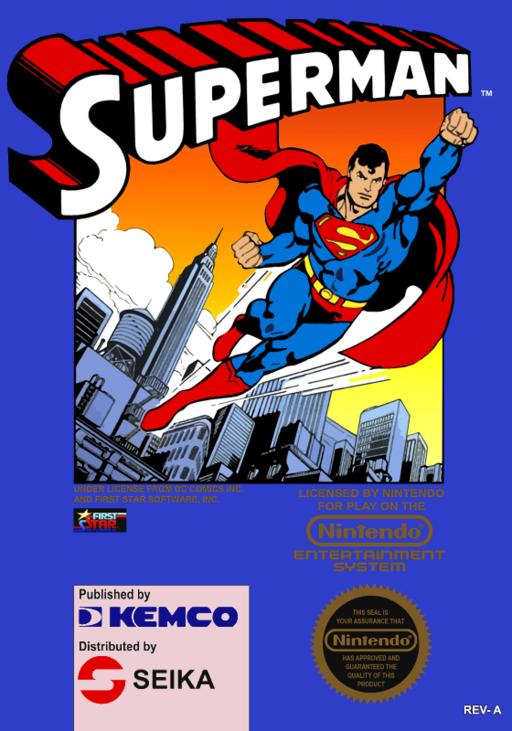 SUPERMAN
TM
S
UNDER LICENSE FROM DC COMICS INC.
AND FIRST STAR SOFTWARE, INC.
FIRST
STAR
LICENSED BY NINTENDO
FOR PLAY ON THE
Nintendo
ENTERTAINMENT
SYSTEM
Published by
KEMCO
Distributed by
SEIKA
THIS SEAL IS
YOUR ASSURANCE THAT
Nintendo
HAS APPROVED AND
GUARANTEED THE
QUALITY OF THIS
PRODUCT
REV- A